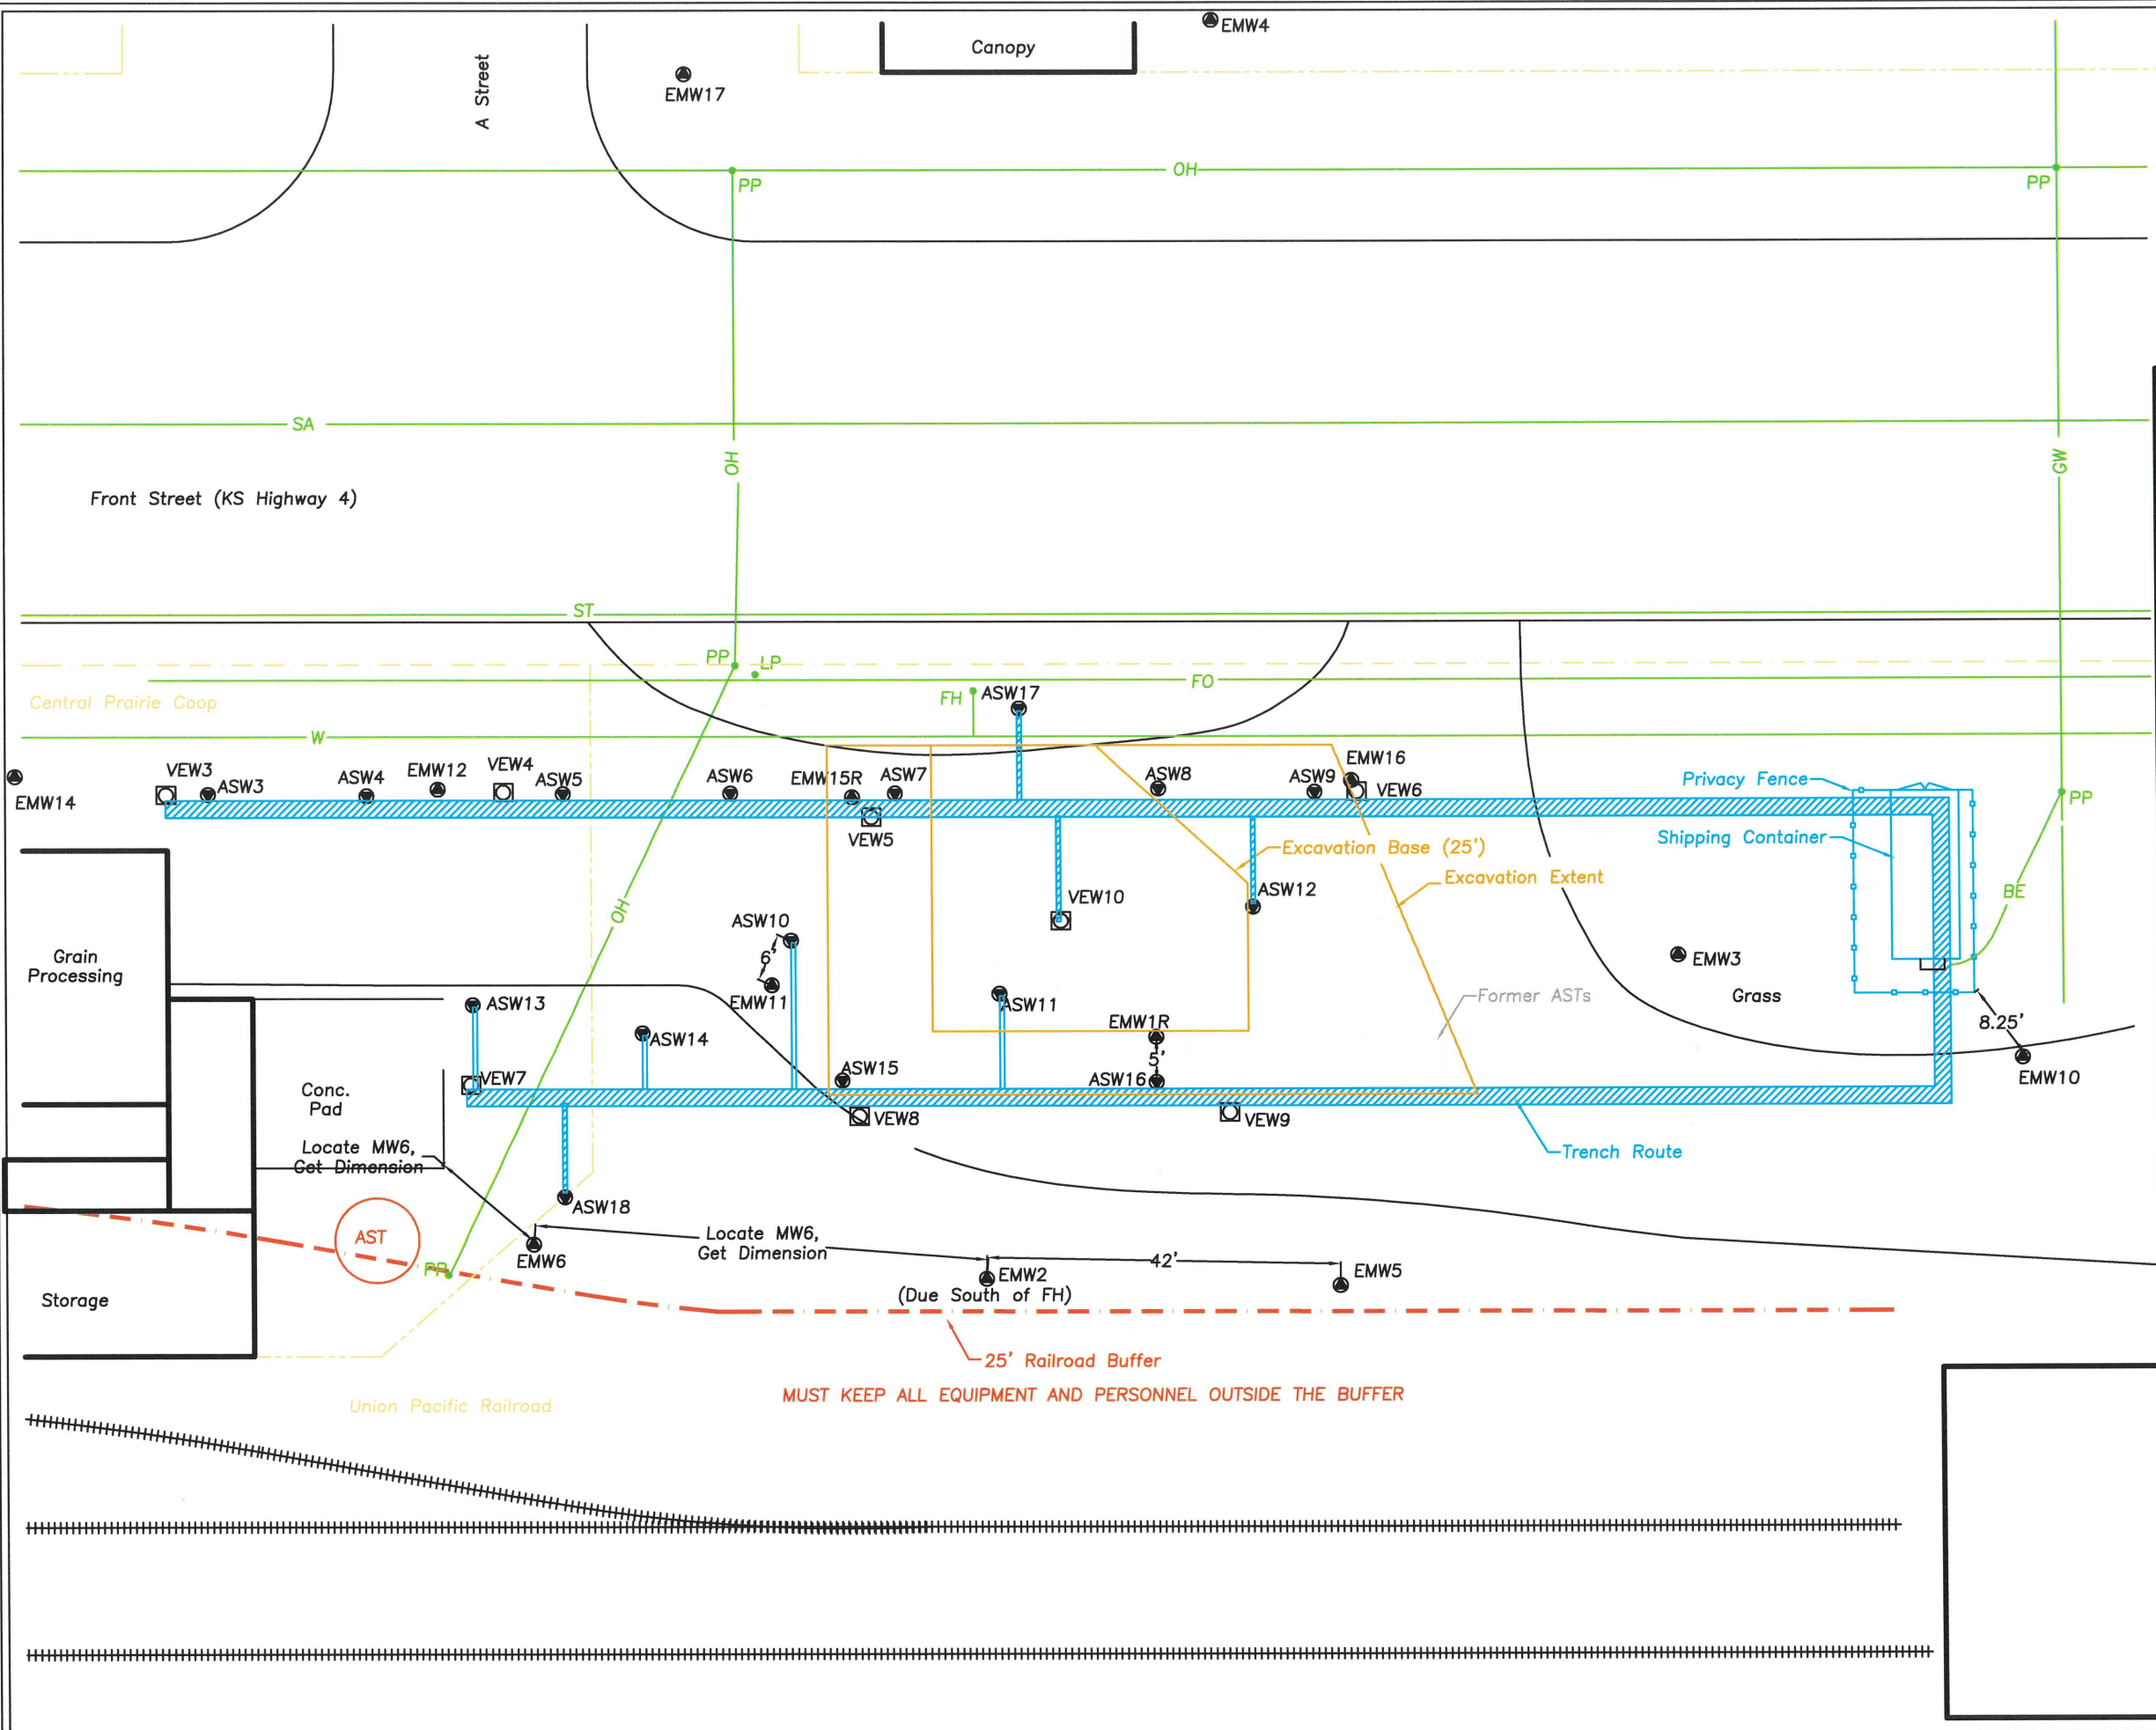 EMW4
Canopy
A Street
EMW17
OH
PP
PP
SA
OH
GW
Front Street (KS Highway 4)
ST
PP
LP
FO
FH
ASW17
Central Prairie Coop
W
EMW14
VEW3
ASW3
ASW4
EMW12
VEW4
ASW5
ASW6
EMW15R
ASW7
VEW5
ASW8
ASW9
EMW16
VEW6
Privacy Fence
PP
Shipping Container
Excavation Base (25')
Excavation Extent
BE
OH
ASW10
VEW10
ASW12
Grain
Processing
6'
EMW11
EMW3
Grass
Former ASTs
ASW13
ASW11
EMW1R
8.25'
ASW14
5'
ASW15
ASW16
EMW10
VEW7
Conc.
Pad
VEW8
VEW9
Locate MW6,
Get Dimension
Trench Route
ASW18
AST
Locate MW6,
Get Dimension
EMW6
PP
42'
EMW2
(Due South of FH)
EMW5
Storage
25' Railroad Buffer
MUST KEEP ALL EQUIPMENT AND PERSONNEL OUTSIDE THE BUFFER
Union Pacific Railroad